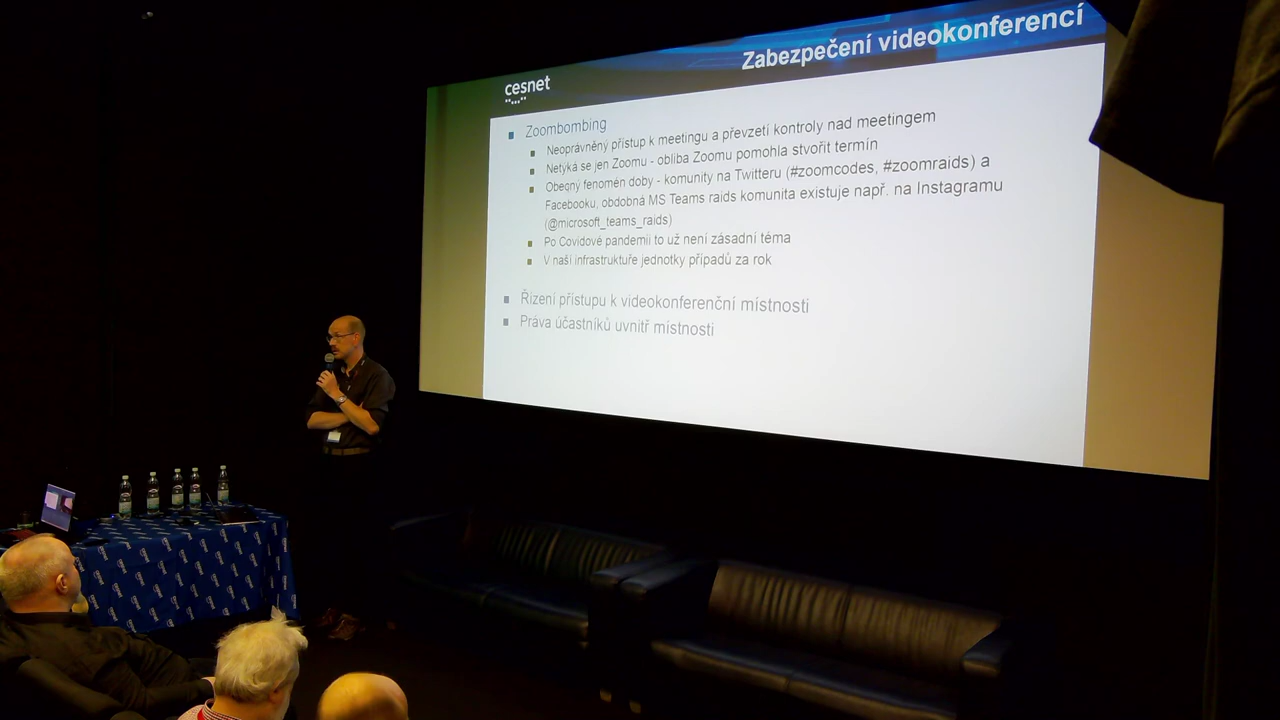 Zabezpečení videokonferencí
cesnet
Zoombombing
Neoprávněný přístup k meetingu a převzetí kontroly nad meetingem
Netýká se jen Zoomu - obliba Zoomu pomohla stvořit termín
Obecný fenomén doby - komunity na Twitteru (#zoomcodes, #zoomraids) a
Facebooku, obdobná MS Teams raids komunita existuje např. na Instagramu
(@microsoft_teams_raids)
Po Covidové pandemii to už není zásadní téma
V naší infrastruktuře jednotky případů za rok
Řízení přístupu k videokonferenční místnosti
Práva účastníků uvnitř místnosti